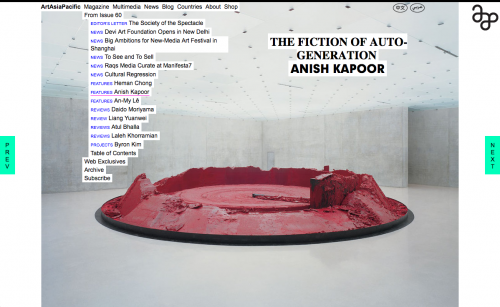 ArtAsiaPacific Magazine Multimedia News Blog Countries About Shop
From Issue 60
EDITOR'S LETTER The Society of the Spectacle
NEWS Devi Art Foundation Opens in New Delhi
NEWS Big Ambitions for New-Media Art Festival in
Shanghai
NEWS To See and To Sell
NEWS Raqs Media Curate at Manifesta7
NEWS Cultural Regression
FEATURES Heman Chong
FEATURES Anish Kapoor
FEATURES An-My Lê
REVIEWS Daido Moriyama
REVIEW Liang Yuanwei
REVIEWS Atul Bhalla
REVIEWS Laleh Khorramian
PROJECTS Byron Kim
Table of Contents
Web Exclusives
Archive
Subscribe
THE FICTION OF AUTO-
GENERATION
ANISH KAPOOR
PREV
NEXT